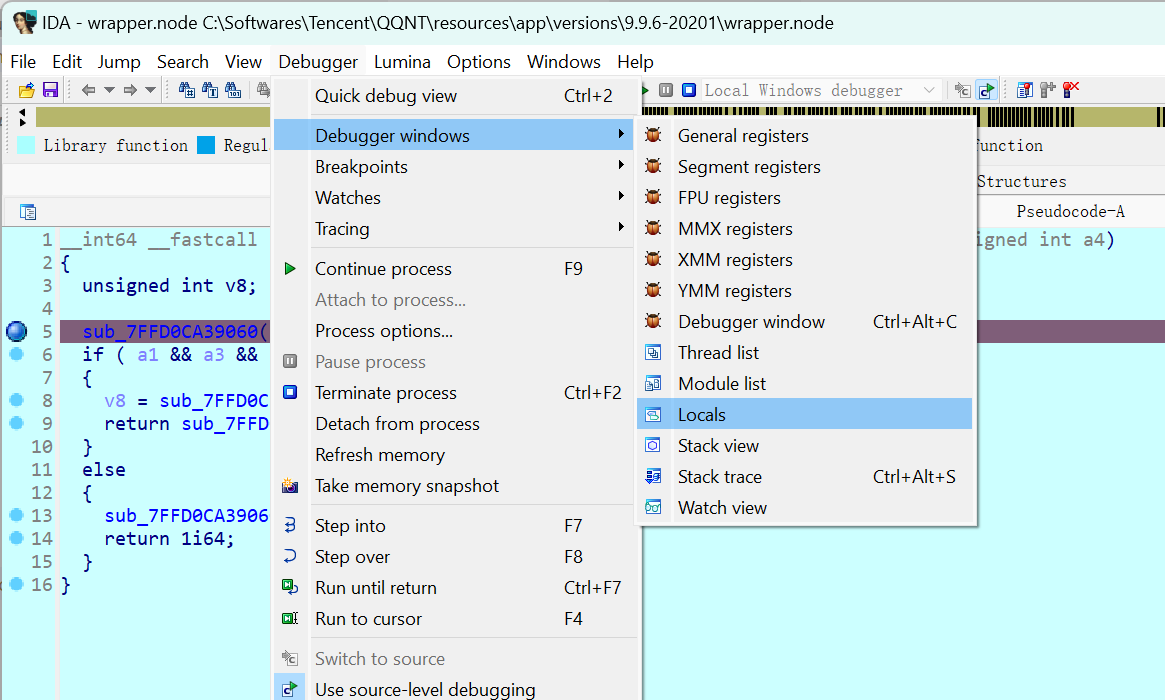 IDA - wrapper.node C:\Softwares\Tencent\QQNT\resources\app\versions\9.9.6-20201\wrapper.node
File Edit Jump Search View Debugger Lumina Options Windows Help
Local Windows debugger
Library function Regul
unction
Structures
Pseudocode-A
Quick debug view Ctrl+2
Debugger windows
Breakpoints
Watches
Tracing
Continue process F9
Attach to process...
Process options...
Pause process
Terminate process Ctrl+F2
Detach from process
Refresh memory
Take memory snapshot
Step into F7
Step over F8
Run until return Ctrl+F7
Run to cursor F4
Switch to source
Use source-level debugging
General registers
Segment registers
FPU registers
MMX registers
XMM registers
YMM registers
Debugger window Ctrl+Alt+C
Thread list
Module list
Locals
Stack view
Stack trace Ctrl+Alt+S
Watch view
1 __int64 __fastcall igned int a4)
2 {
3 unsigned int v8;
4
5 sub_7FFD0CA39060(
6 if ( a1 && a3 &&
7 {
8 v8 = sub_7FFD0C
9 return sub_7FFD
10 }
11 else
12 {
13 sub_7FFD0CA3906
14 return 1i64;
15 }
16 }